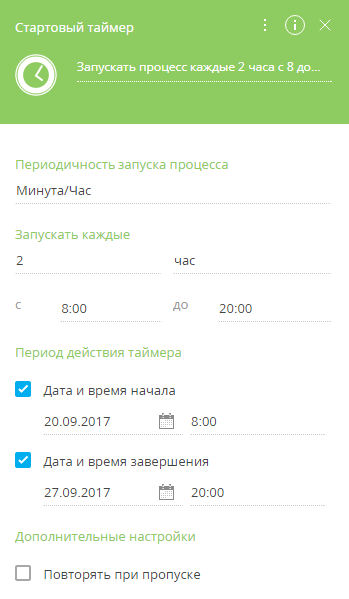 Стартовый таймер
Запускать процесс каждые 2 часа с 8 до...
Периодичность запуска процесса
Минута/Час
Запускать каждые
2 час
с 8:00 до 20:00
Период действия таймера
Дата и время начала
20.09.2017 8:00
Дата и время завершения
27.09.2017 20:00
Дополнительные настройки
Повторять при пропуске